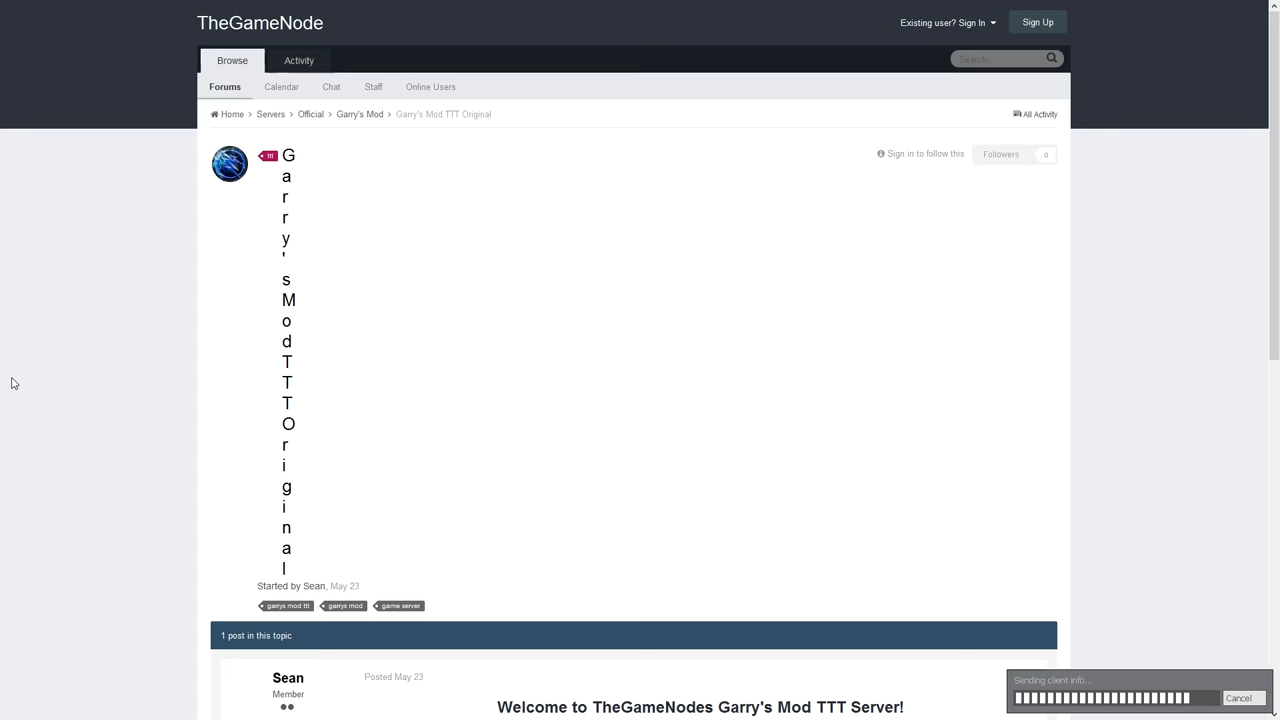 TheGameNode
Existing user? Sign In
Sign Up
Browse
Activity
Search...
Forums
Calendar
Chat
Staff
Online Users
Home > Servers > Official > Garry's Mod > Garry's Mod TTT Original
All Activity
ttt
G
a
r
r
y
'
s
M
o
d
T
T
T
O
r
i
g
i
n
a
l
Sign in to follow this
Followers
0
Started by Sean, May 23
garrys mod ttt
garrys mod
game server
1 post in this topic
Sean
Member
Posted May 23
Welcome to TheGameNodes Garry's Mod TTT Server!
Sending client info...
Cancel